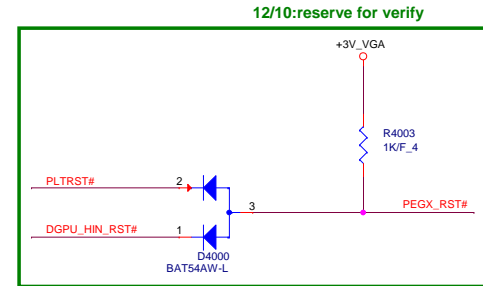 12/10:reserve for verify
+3V_VGA
R4003
1K/F_4
PLTRST#
2
3
PEGX_RST#
DGPU_HIN_RST#
1
D4000
BAT54AW-L